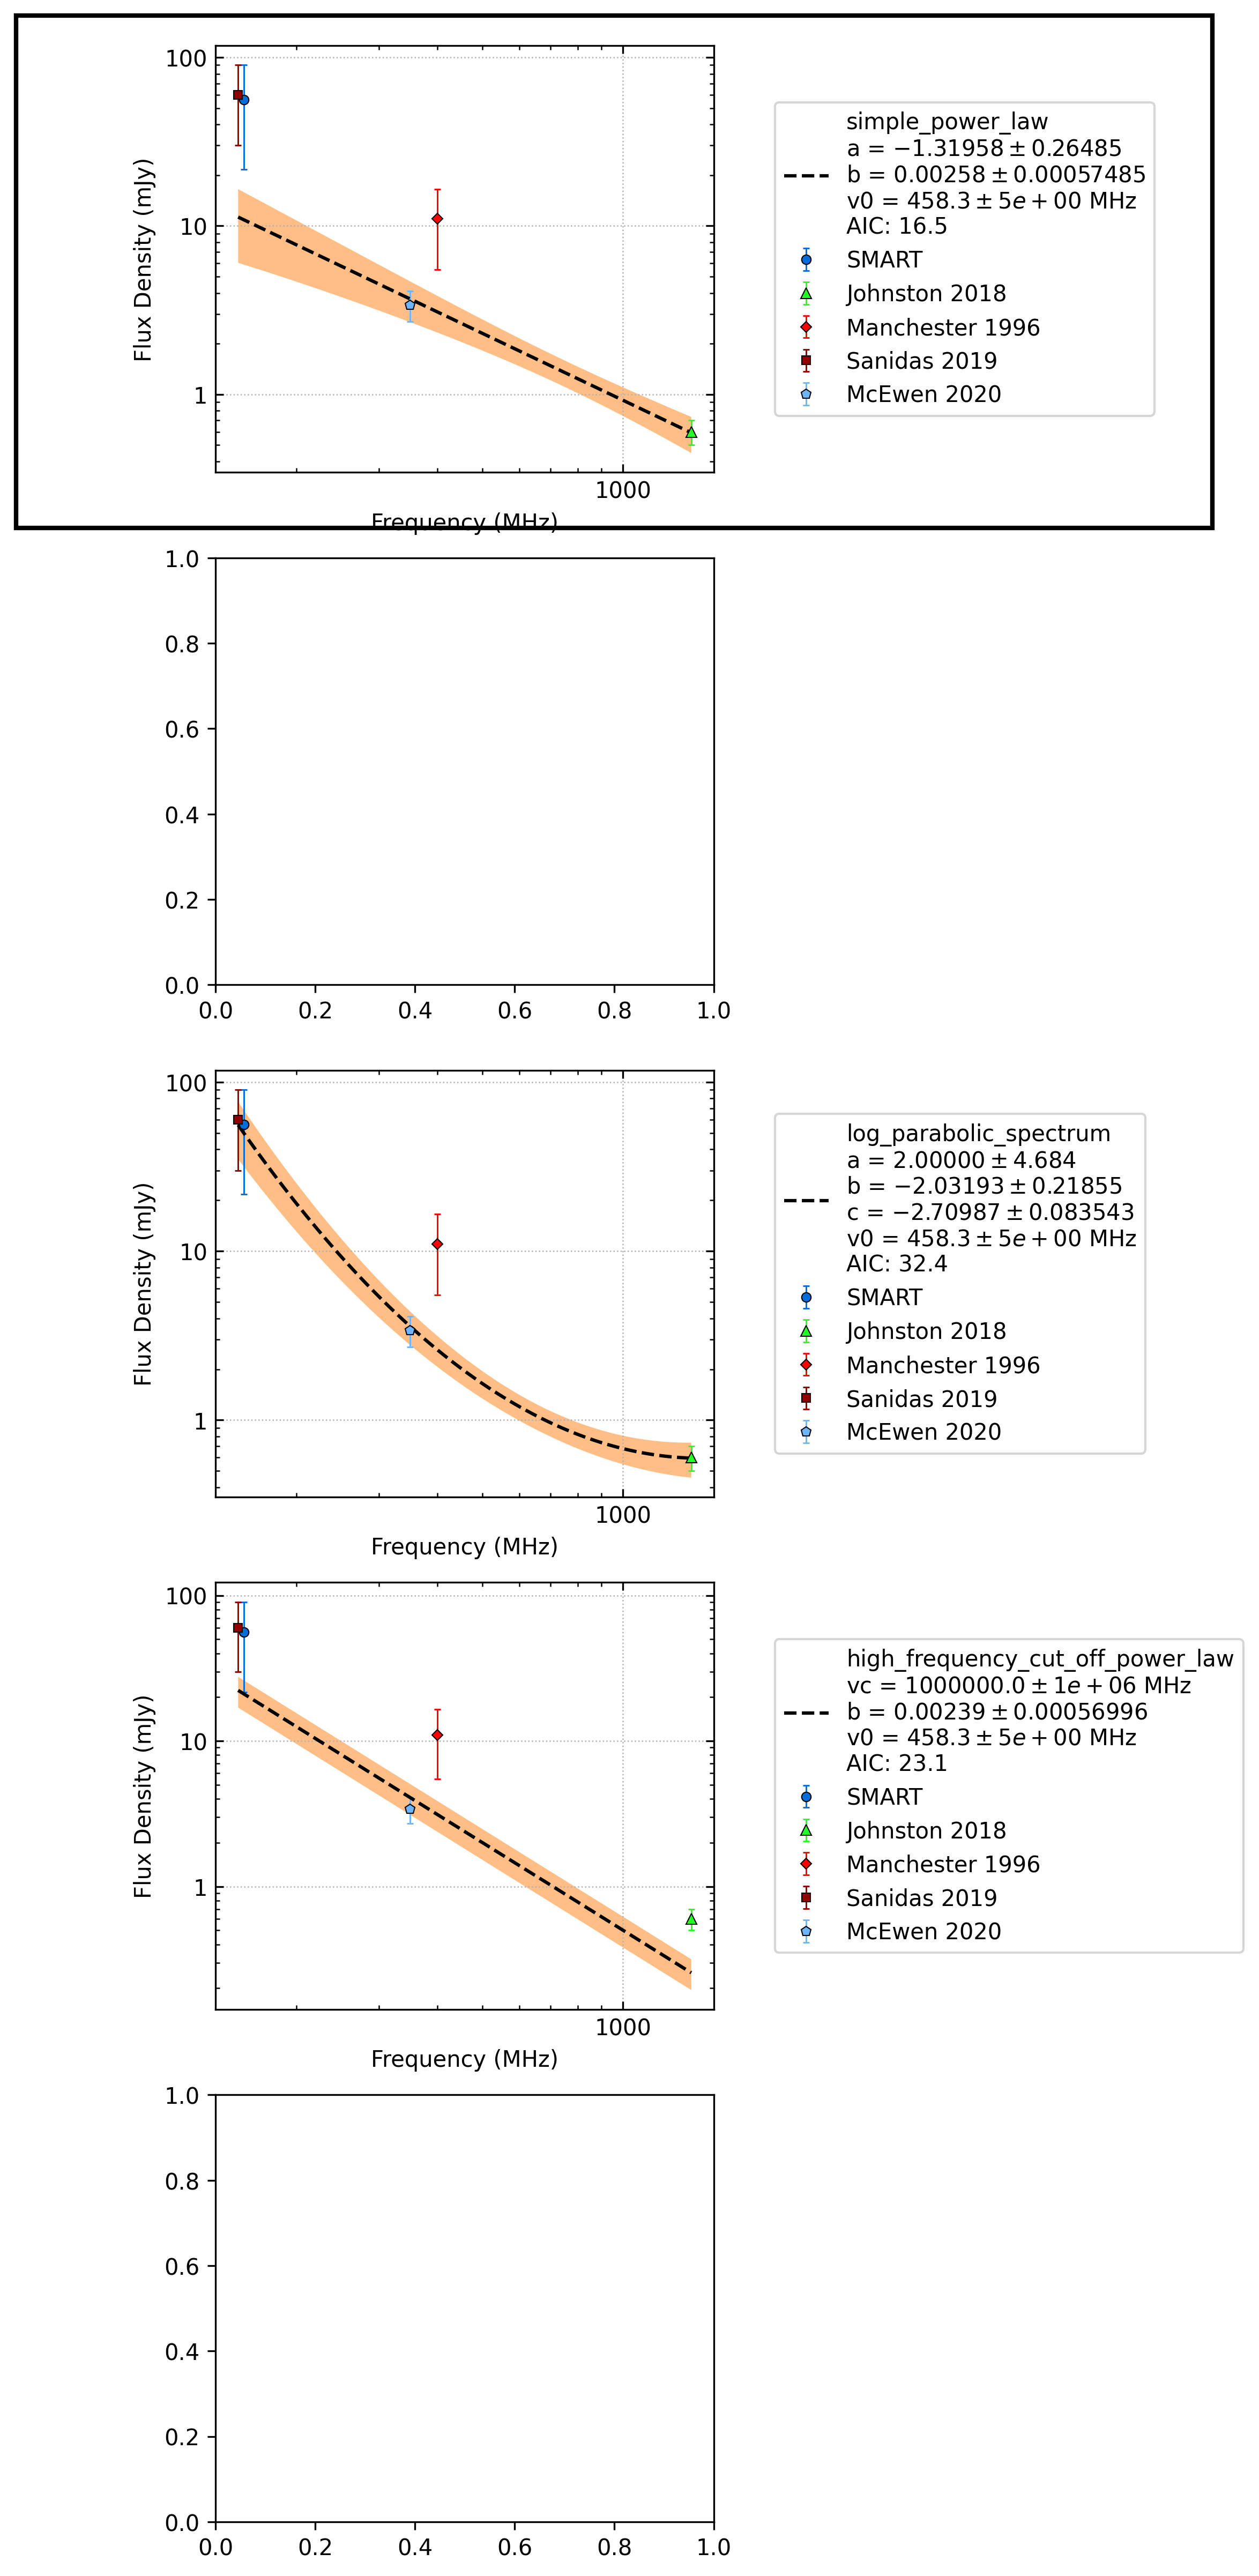 100
10
1
Flux Density (mJy)
1000
Frequency (MHz)
simple_power_law
a = −1.31958 ± 0.26485
b = 0.00258 ± 0.00057485
v0 = 458.3 ± 5e + 00 MHz
AIC: 16.5
SMART
Johnston 2018
Manchester 1996
Sanidas 2019
McEwen 2020
1.0
0.8
0.6
0.4
0.2
0.0
0.0 0.2 0.4 0.6 0.8 1.0
100
10
1
Flux Density (mJy)
1000
Frequency (MHz)
log_parabolic_spectrum
a = 2.00000 ± 4.684
b = −2.03193 ± 0.21855
c = −2.70987 ± 0.083543
v0 = 458.3 ± 5e + 00 MHz
AIC: 32.4
SMART
Johnston 2018
Manchester 1996
Sanidas 2019
McEwen 2020
100
10
1
Flux Density (mJy)
1000
Frequency (MHz)
high_frequency_cut_off_power_law
vc = 1000000.0 ± 1e + 06 MHz
b = 0.00239 ± 0.00056996
v0 = 458.3 ± 5e + 00 MHz
AIC: 23.1
SMART
Johnston 2018
Manchester 1996
Sanidas 2019
McEwen 2020
1.0
0.8
0.6
0.4
0.2
0.0
0.0 0.2 0.4 0.6 0.8 1.0